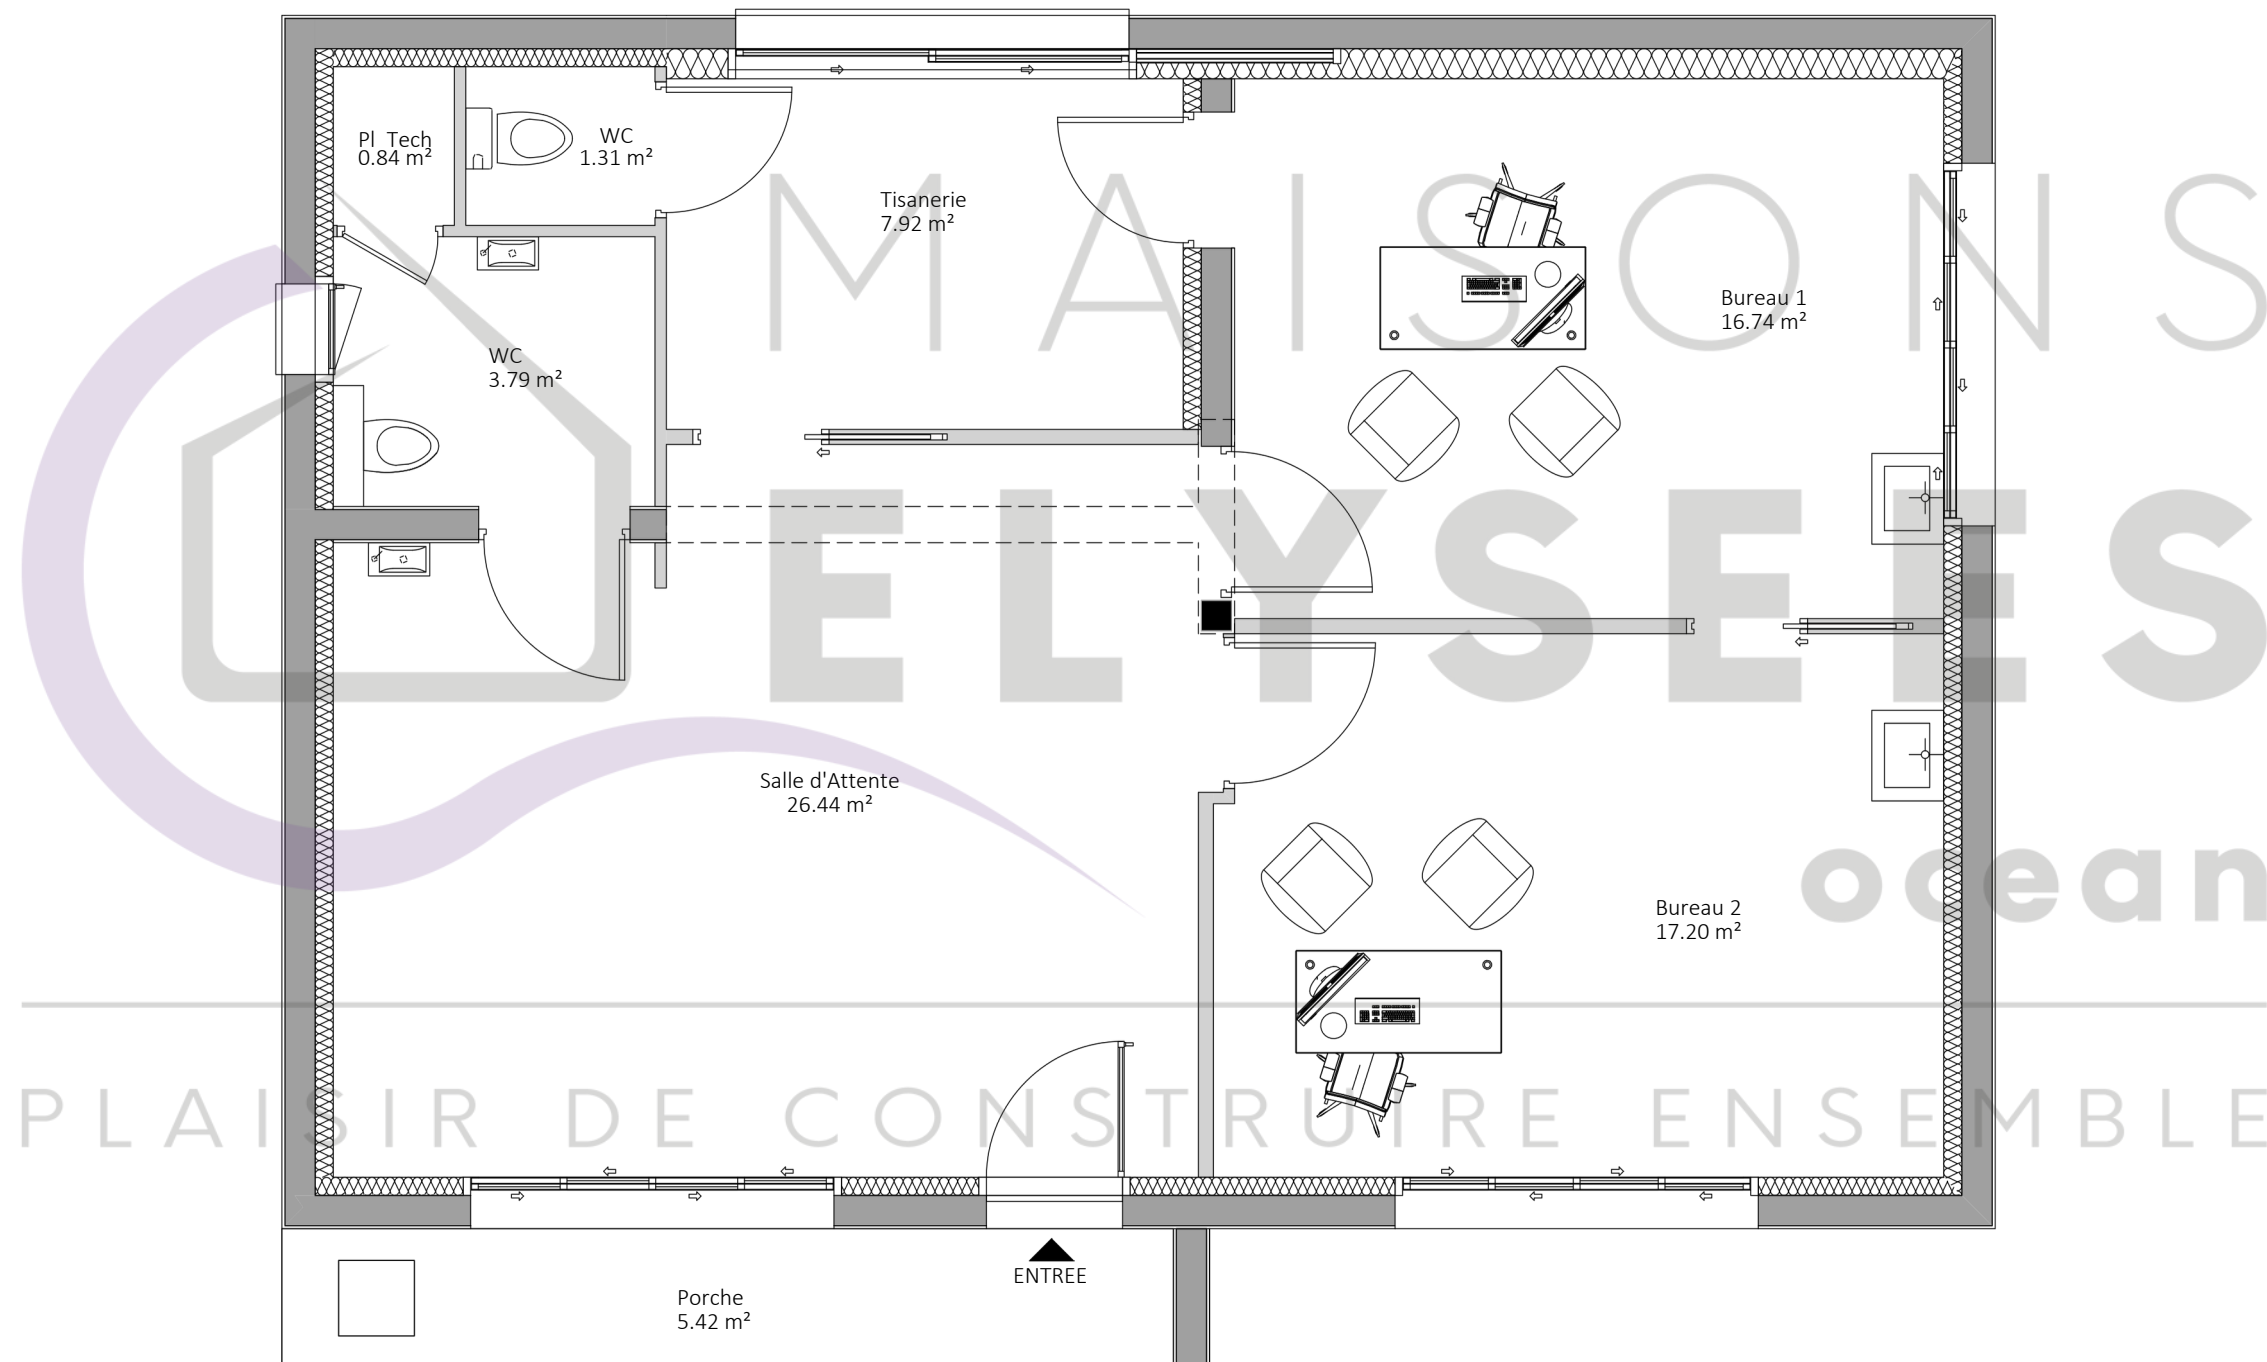 Pl Tech
0.84 m²
WC
1.31 m²
Tisanerie
7.92 m²
Bureau 1
16.74 m²
WC
3.79 m²
MAISONS
ELYSEES
ocean
Salle d'Attente
26.44 m²
Bureau 2
17.20 m²
PLAISIR DE CONSTRUIRE ENSEMBLE
ENTREE
Porche
5.42 m²